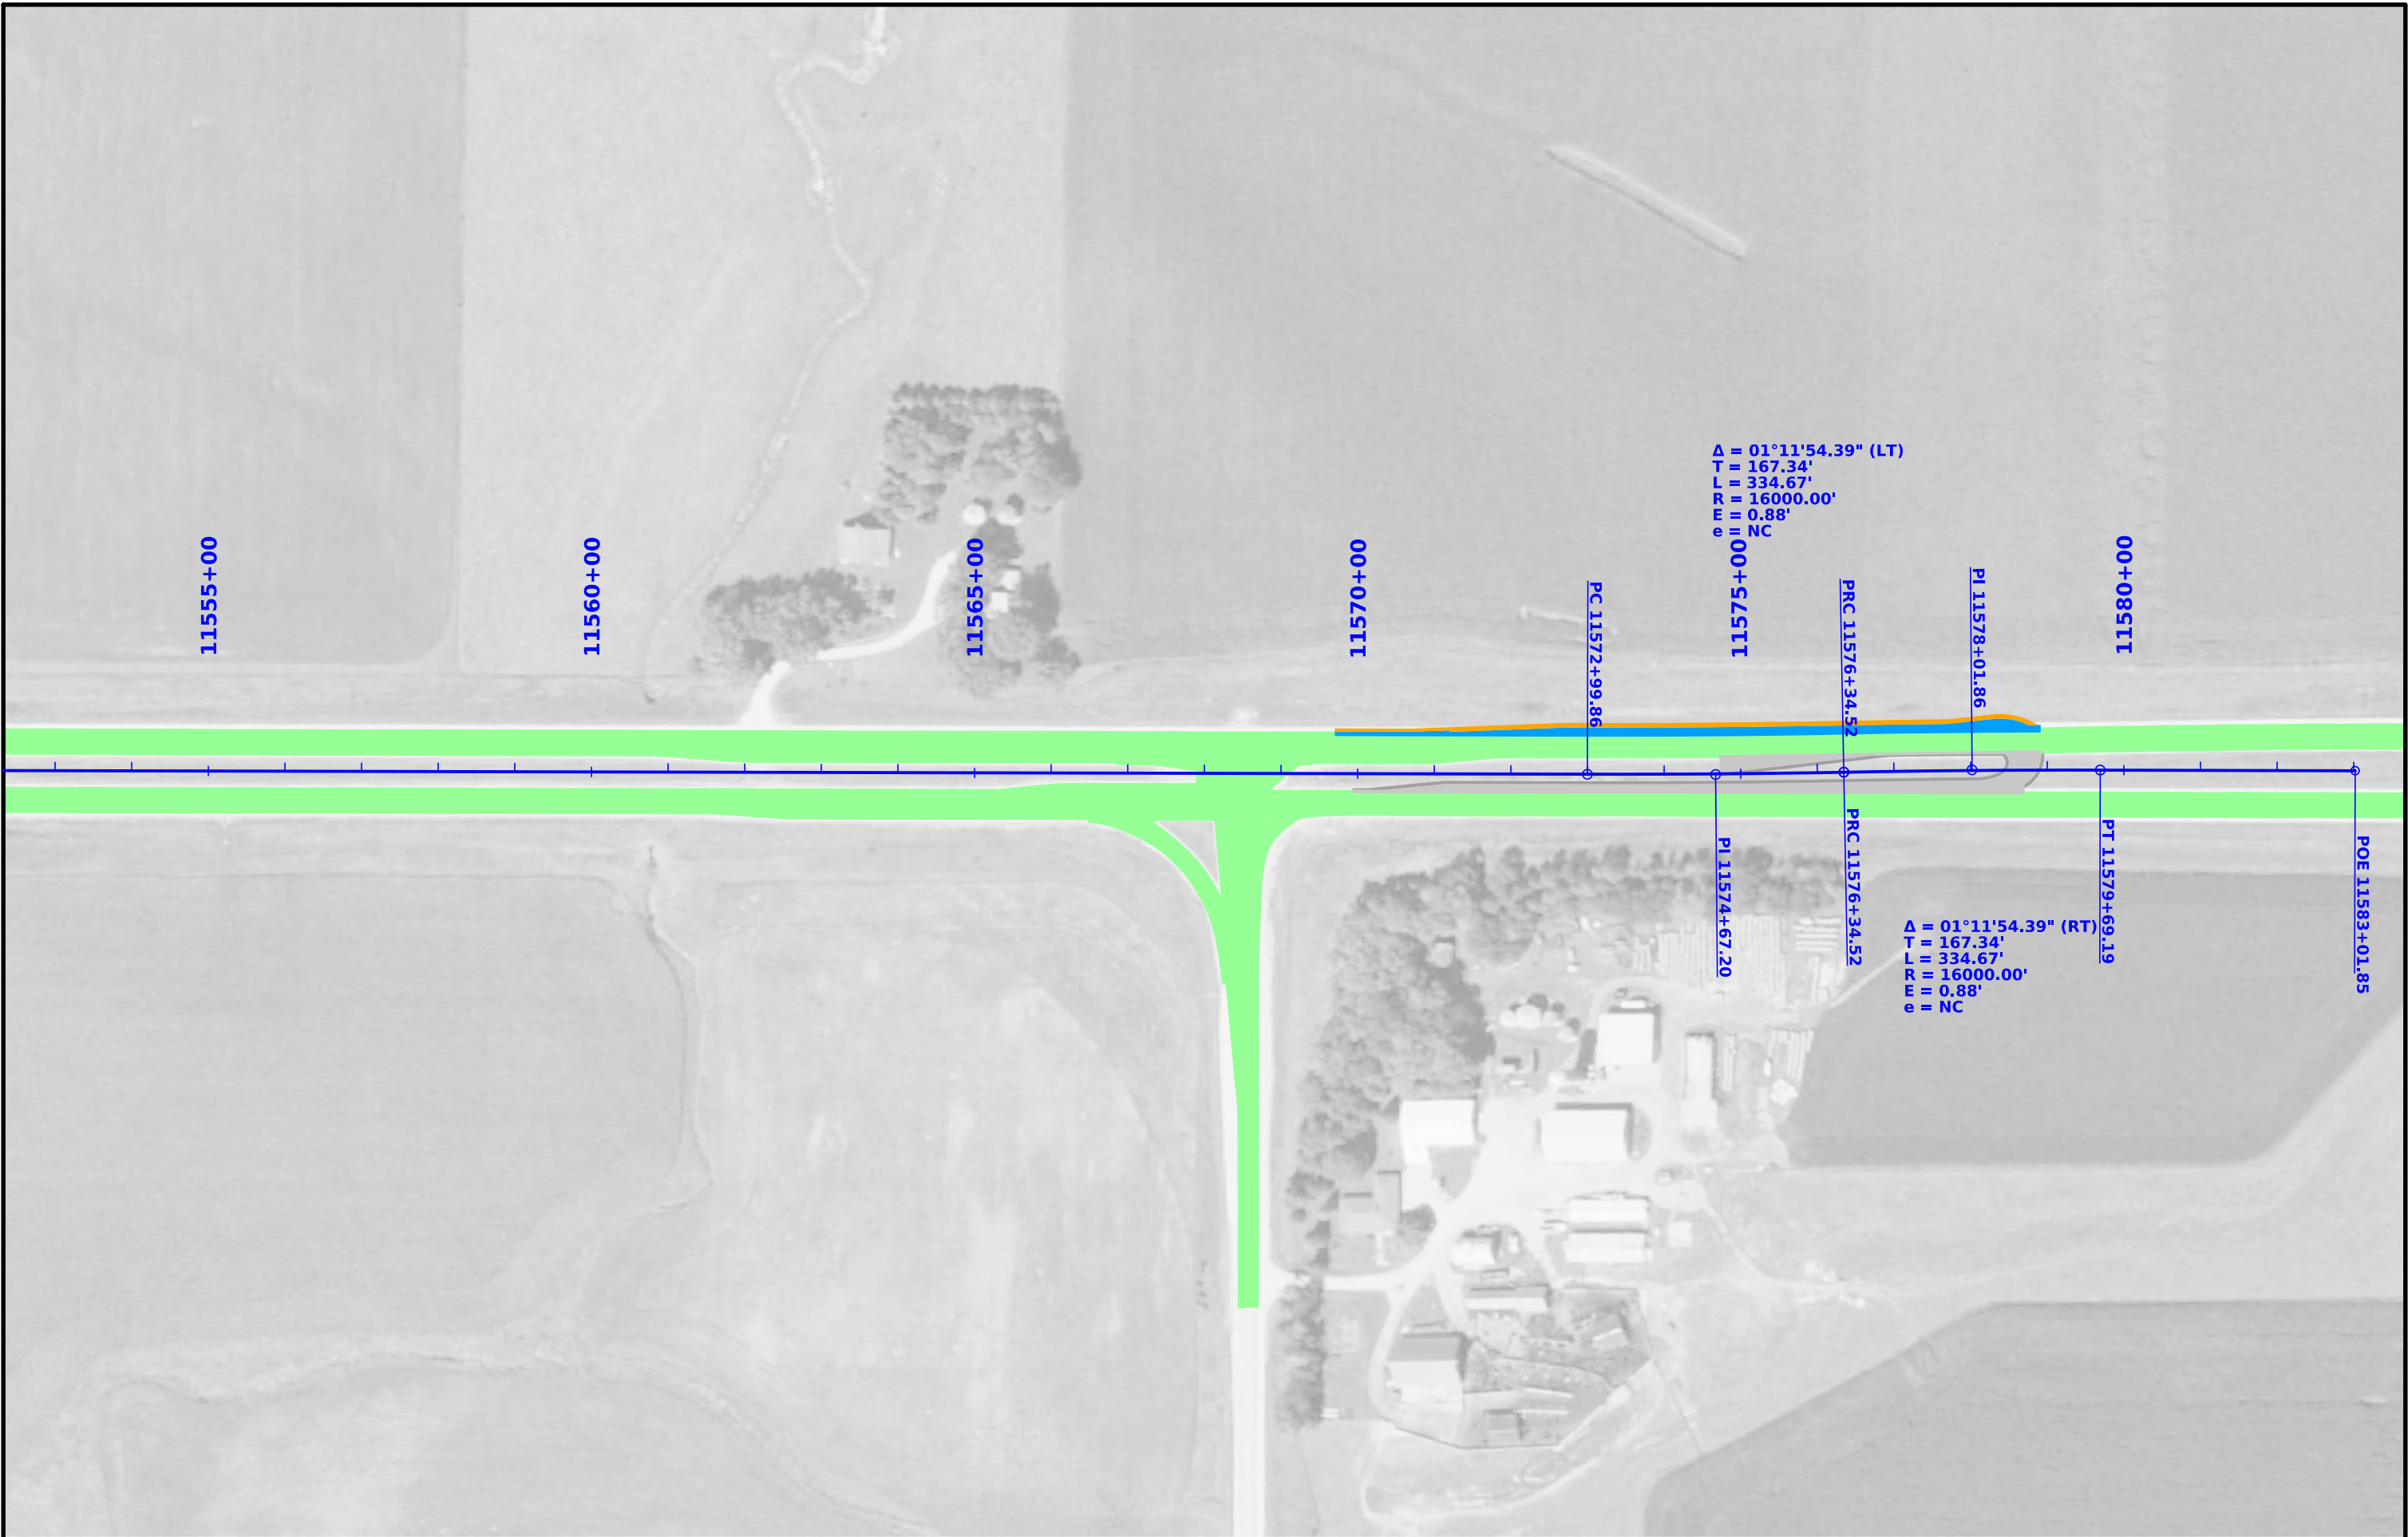 Δ = 01°11'54.39" (LT)
T = 167.34'
L = 334.67'
R = 16000.00'
E = 0.88'
e = NC
11555+00
11560+00
11565+00
11570+00
11575+00
11580+00
PC 11572+99.86
PRC 11576+34.52
PI 11578+01.86
PI 11574+67.20
PRC 11576+34.52
PT 11579+69.19
POE 11583+01.85
Δ = 01°11'54.39" (RT)
T = 167.34'
L = 334.67'
R = 16000.00'
E = 0.88'
e = NC